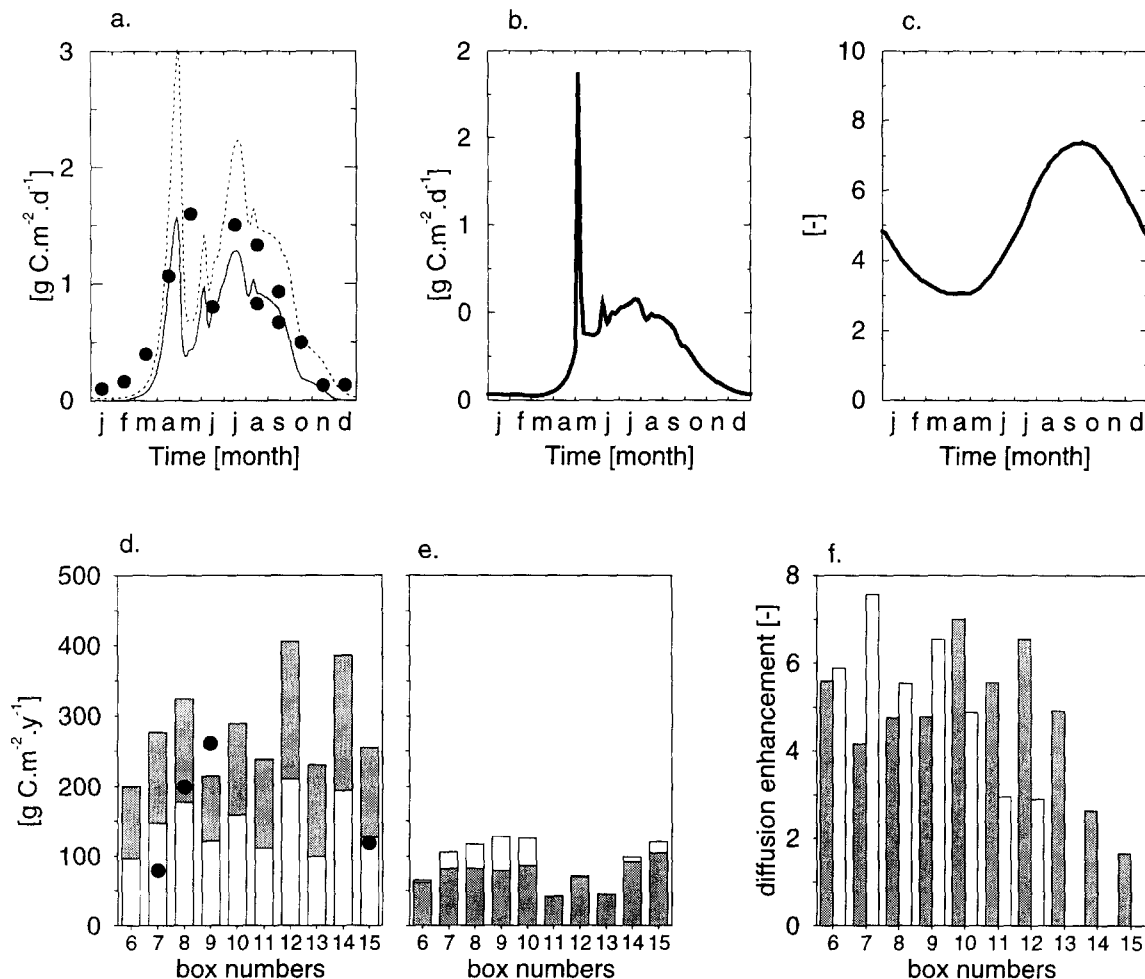 a.
3
2
1
0
[g C.m⁻².d⁻¹]
j f m a m j j a s o n d
Time [month]
b.
2
2
1
0
0
[g C.m⁻².d⁻¹]
j f m a m j j a s o n d
Time [month]
c.
10
8
6
4
2
0
[-]
j f m a m j j a s o n d
Time [month]
d.
500
400
300
200
100
0
[g C.m⁻².y⁻¹]
6 7 8 9 10 11 12 13 14 15
box numbers
e.
6 7 8 9 10 11 12 13 14 15
box numbers
f.
8
6
4
2
0
diffusion enhancement [-]
6 7 8 9 10 11 12 13 14 15
box numbers